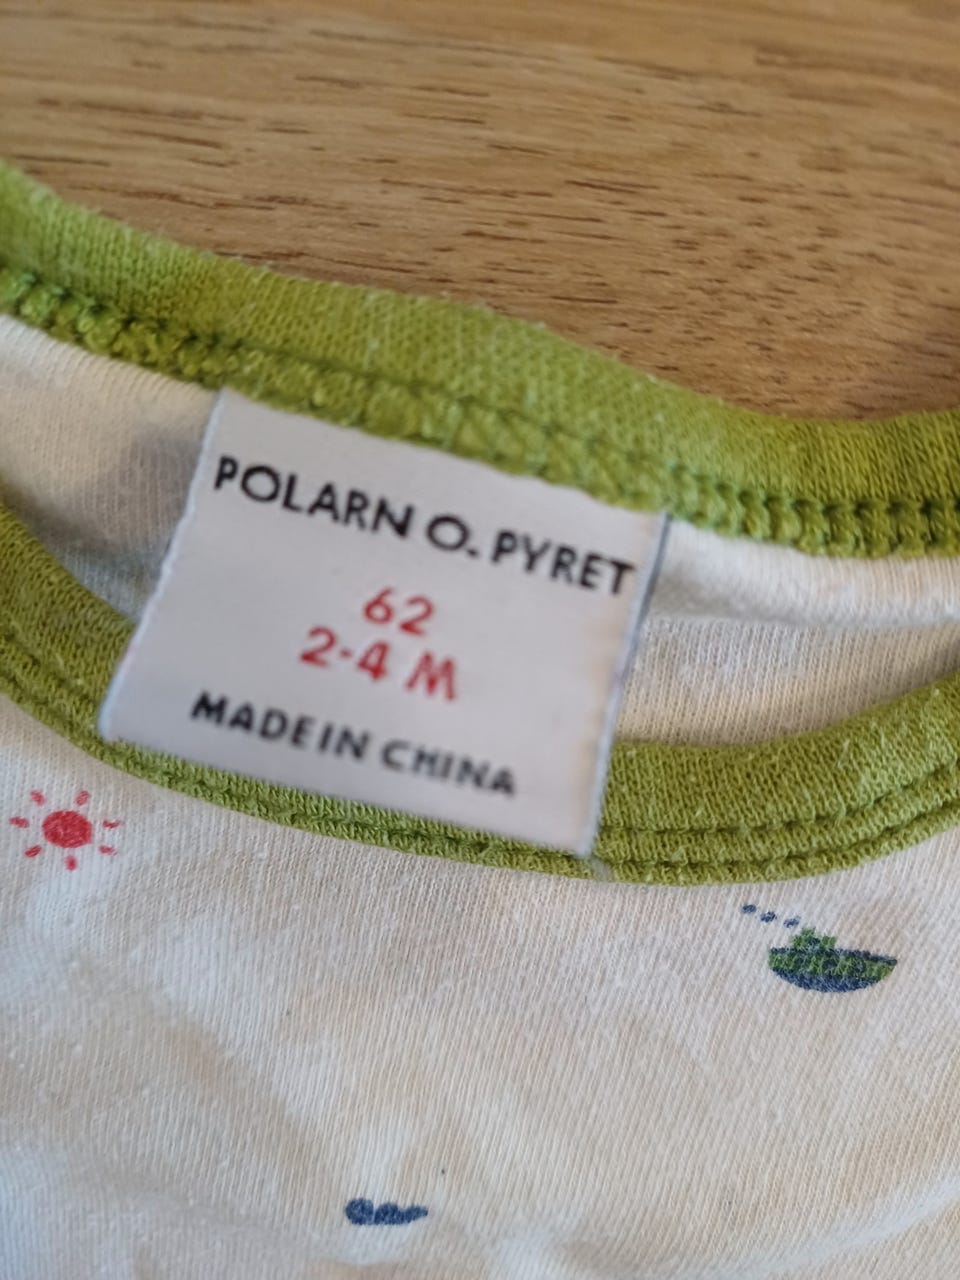 POLARN O. PYRET
62
2-4 M
MADE IN CHINA